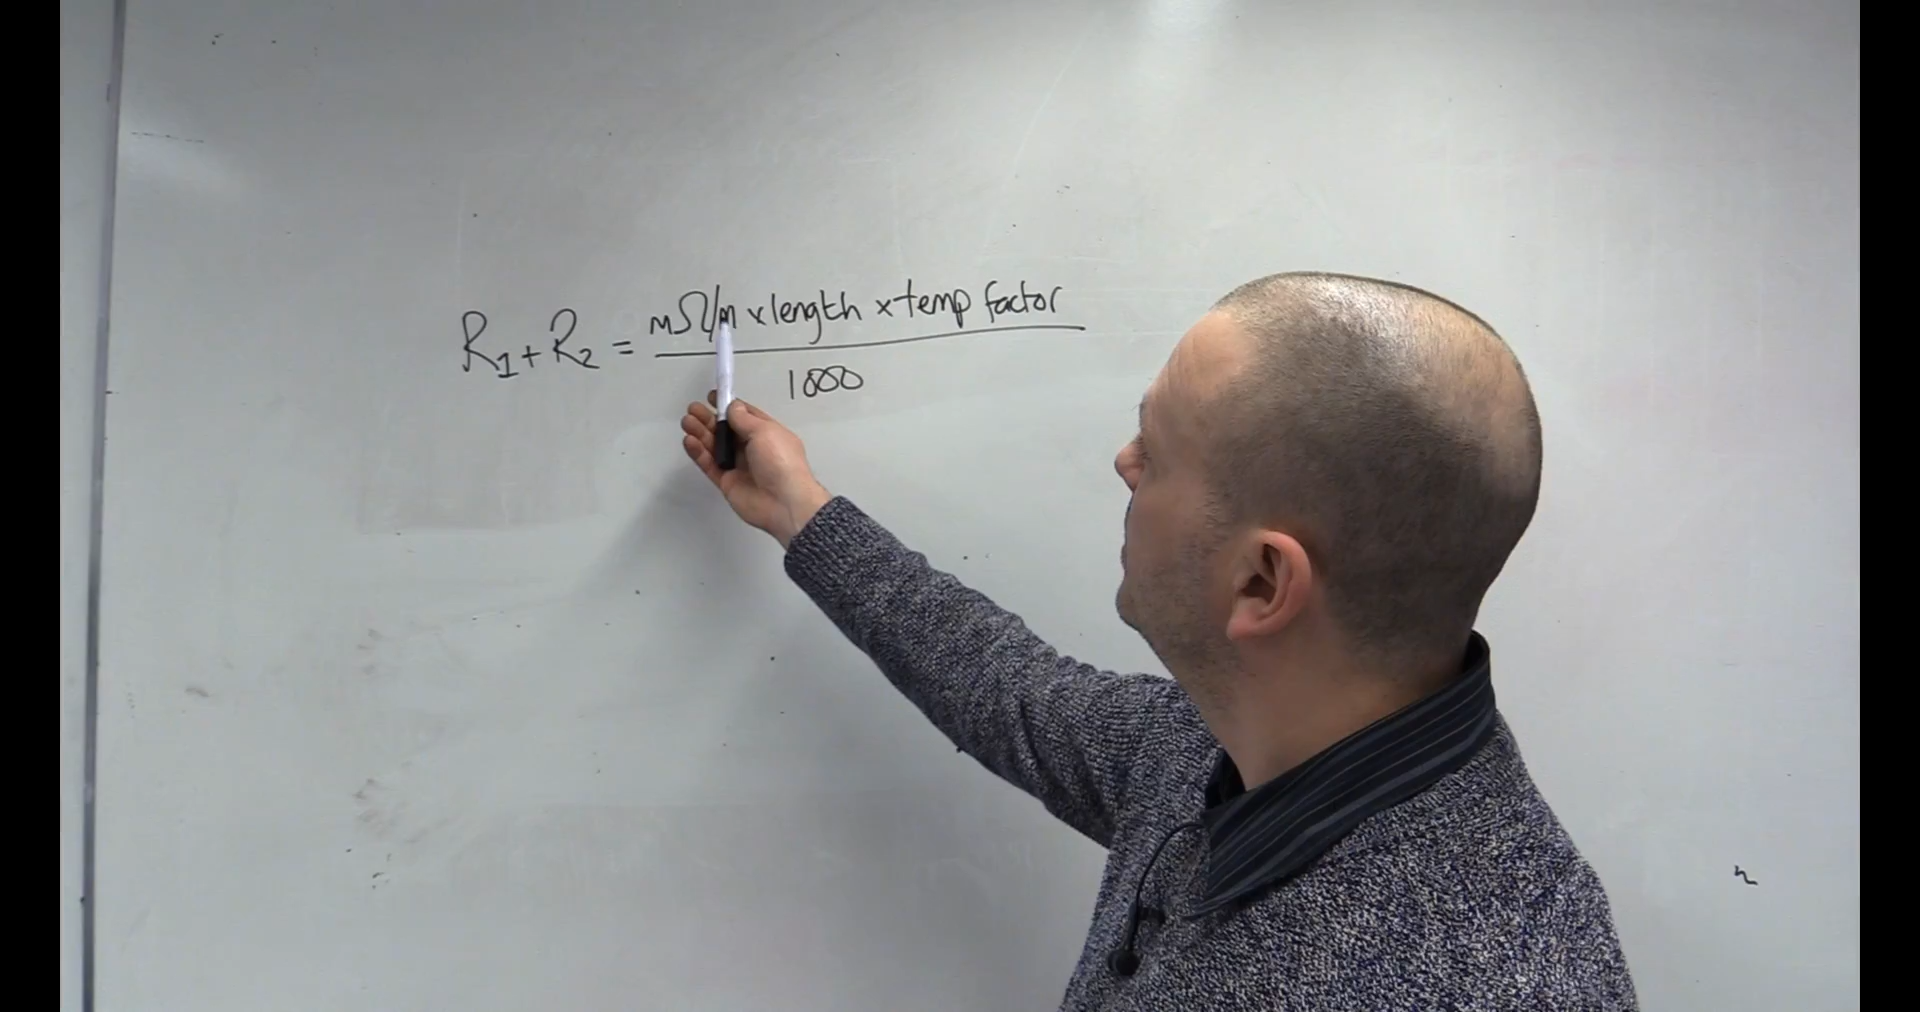 R₁+R₂ = mΩ/m x length x temp factor
1000